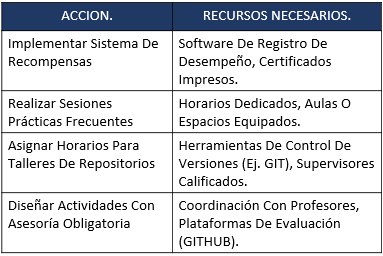 ACCION.
RECURSOS NECESARIOS.
Implementar Sistema De
Recompensas
Software De Registro De
Desempeño, Certificados
Impresos.
Realizar Sesiones
Prácticas Frecuentes
Horarios Dedicados, Aulas O
Espacios Equipados.
Asignar Horarios Para
Talleres De Repositorios
Herramientas De Control De
Versiones (Ej. GIT), Supervisores
Calificados.
Diseñar Actividades Con
Asesoría Obligatoria
Coordinación Con Profesores,
Plataformas De Evaluación
(GITHUB).